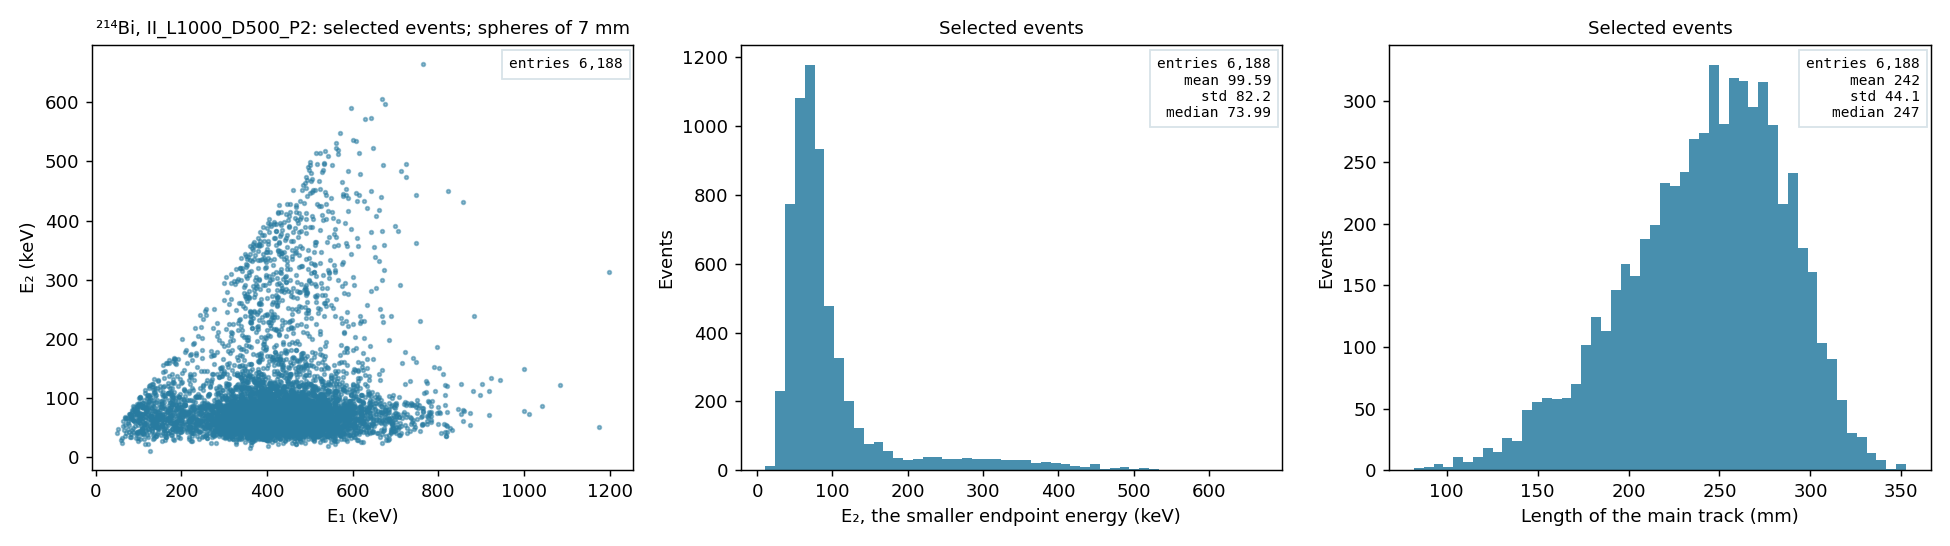 ²¹⁴Bi, II_L1000_D500_P2: selected events; spheres of 7 mm
entries 6,188
E₂ (keV)
600
500
400
300
200
100
0
0
200
400
600
800
1000
1200
E₁ (keV)
Selected events
entries 6,188
mean 99.59
std 82.2
median 73.99
Events
1200
1000
800
600
400
200
0
0
100
200
300
400
500
600
E₂, the smaller endpoint energy (keV)
Selected events
entries 6,188
mean 242
std 44.1
median 247
Events
300
250
200
150
100
50
0
100
150
200
250
300
350
Length of the main track (mm)